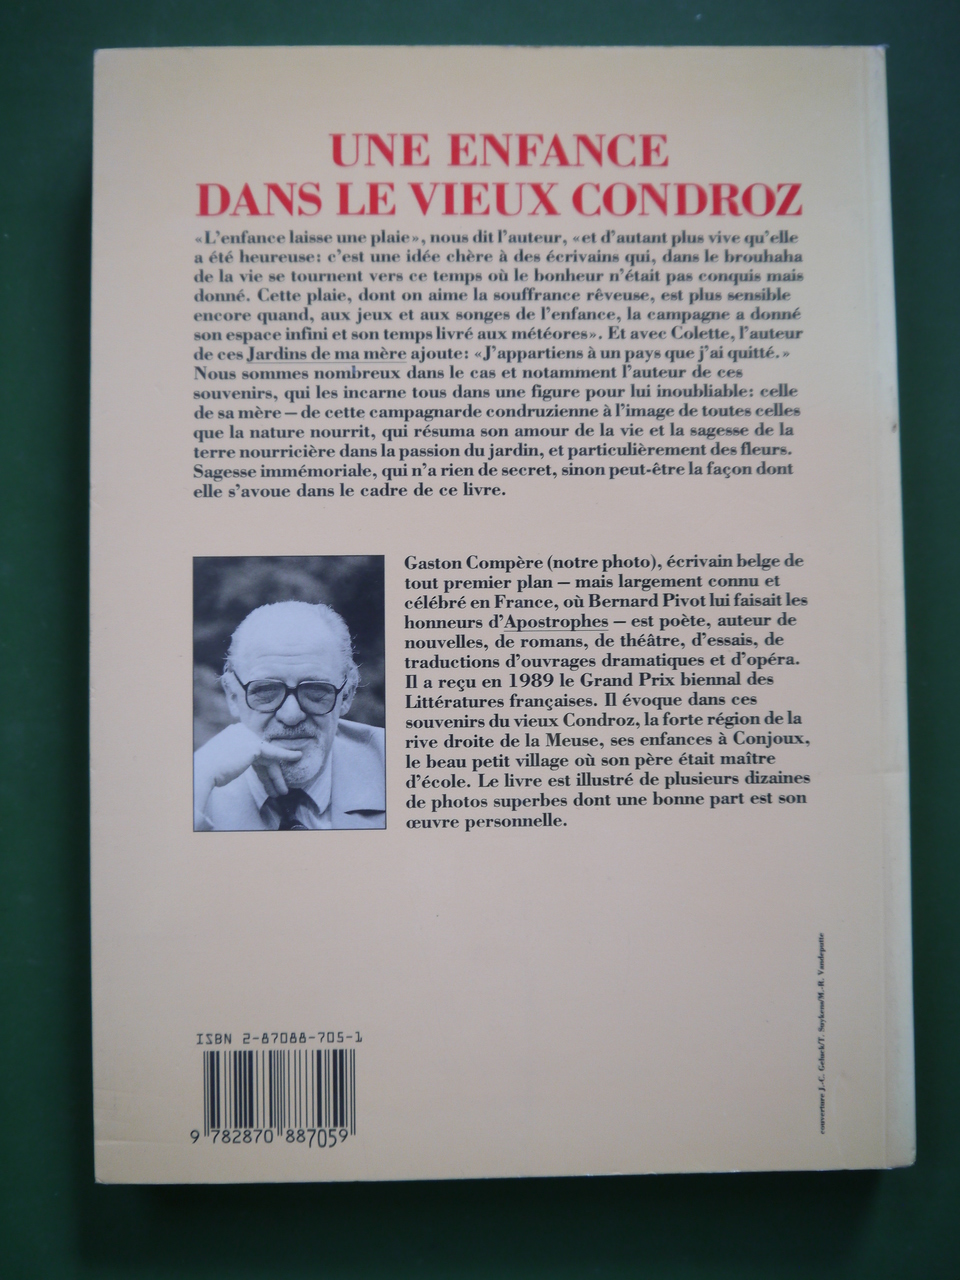 UNE ENFANCE
DANS LE VIEUX CONDROZ
«L'enfance laisse une plaie», nous dit l'auteur, «et d'autant plus vive qu'elle
a été heureuse: c'est une idée chère à des écrivains qui, dans le brouhaha
de la vie se tournent vers ce temps où le bonheur n'était pas conquis mais
donné. Cette plaie, dont on aime la souffrance rêveuse, est plus sensible
encore quand, aux jeux et aux songes de l'enfance, la campagne a donné
son espace infini et son temps livré aux météores». Et avec Colette, l'auteur
de ces Jardins de ma mère ajoute: «J'appartiens à un pays que j'ai quitté.»
Nous sommes nombreux dans le cas et notamment l'auteur de ces
souvenirs, qui les incarne tous dans une figure pour lui inoubliable: celle
de sa mère — de cette campagnarde condruzienne à l'image de toutes celles
que la nature nourrit, qui résuma son amour de la vie et la sagesse de la
terre nourricière dans la passion du jardin, et particulièrement des fleurs.
Sagesse immémoriale, qui n'a rien de secret, sinon peut-être la façon dont
elle s'avoue dans le cadre de ce livre.
Gaston Compère (notre photo), écrivain belge de
tout premier plan — mais largement connu et
célébré en France, où Bernard Pivot lui faisait les
honneurs d'Apostrophes — est poète, auteur de
nouvelles, de romans, de théâtre, d'essais, de
traductions d'ouvrages dramatiques et d'opéra.
Il a reçu en 1989 le Grand Prix biennal des
Littératures françaises. Il évoque dans ces
souvenirs du vieux Condroz, la forte région de la
rive droite de la Meuse, ses enfances à Conjoux,
le beau petit village où son père était maître
d'école. Le livre est illustré de plusieurs dizaines
de photos superbes dont une bonne part est son
œuvre personnelle.
couverture J.-C. Geluck/T. Suykens/M.-R. Vandeputte
ISBN 2-87088-705-1
9 782870 887059